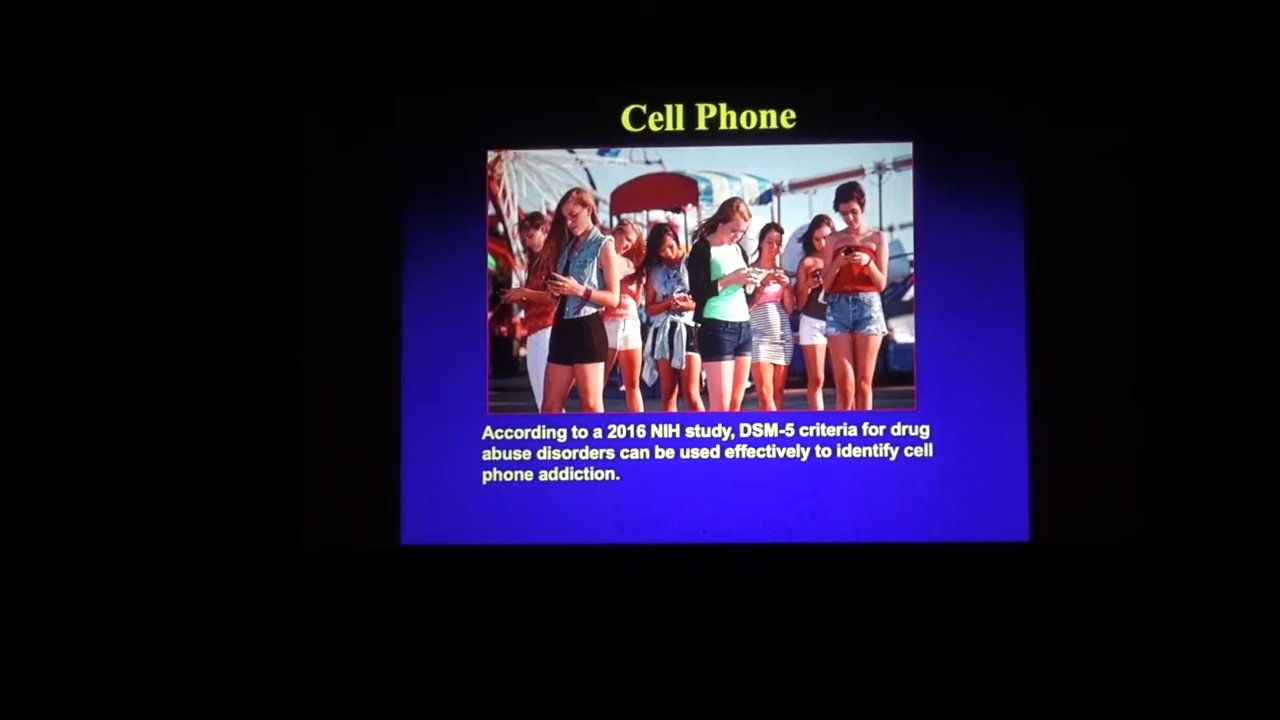 Cell Phone
According to a 2016 NIH study, DSM-5 criteria for drug
abuse disorders can be used effectively to identify cell
phone addiction.